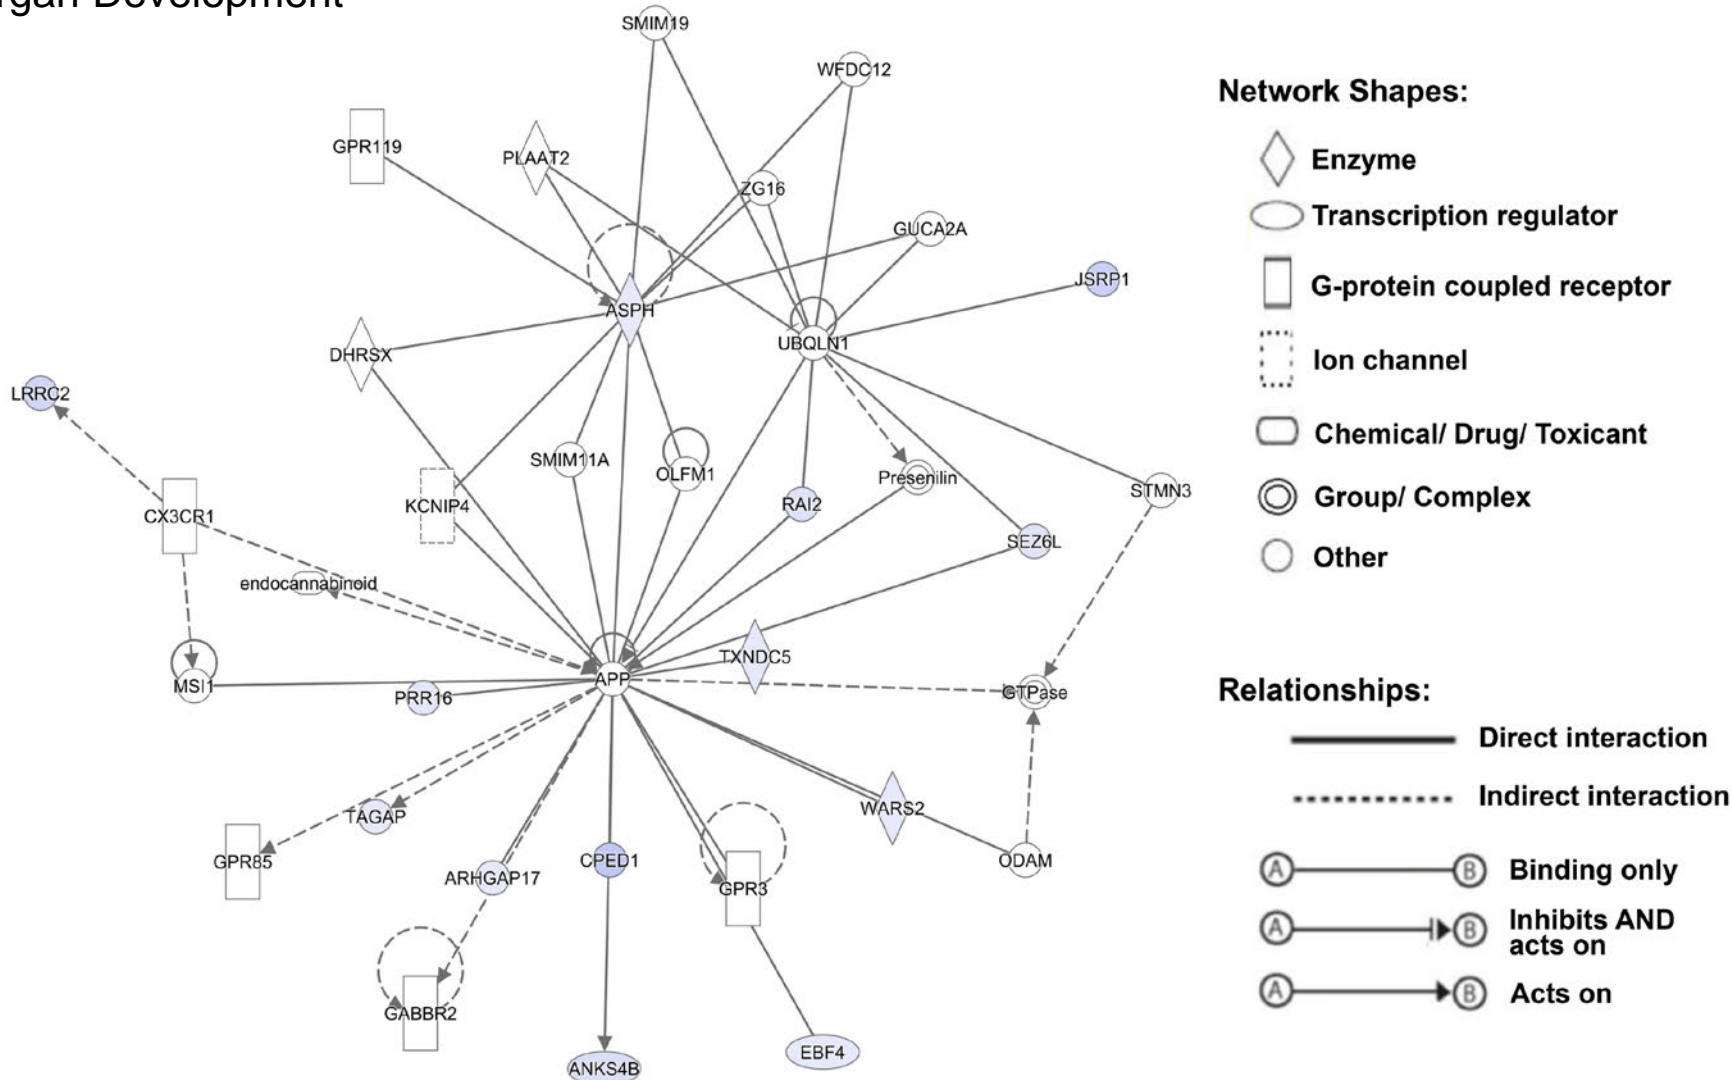 rgan Development
SMIM19
WFDC12
GPR119
PLAAT2
ZG16
GUCA2A
JSRP1
ASPH
UBQLN1
DHRSX
LRRC2
SMIM11A
OLFM1
Presenilin
STMN3
KCNIP4
RAI2
CX3CR1
SEZ6L
endocannabinoid
TXNDC5
APP
MSI1
PRR16
GTPase
TAGAP
WARS2
GPR85
ARHGAP17
CPED1
GPR3
ODAM
GABBR2
EBF4
ANKS4B
Network Shapes:
Enzyme
Transcription regulator
G-protein coupled receptor
Ion channel
Chemical/ Drug/ Toxicant
Group/ Complex
Other
Relationships:
Direct interaction
Indirect interaction
A B Binding only
A B Inhibits AND
acts on
A B Acts on